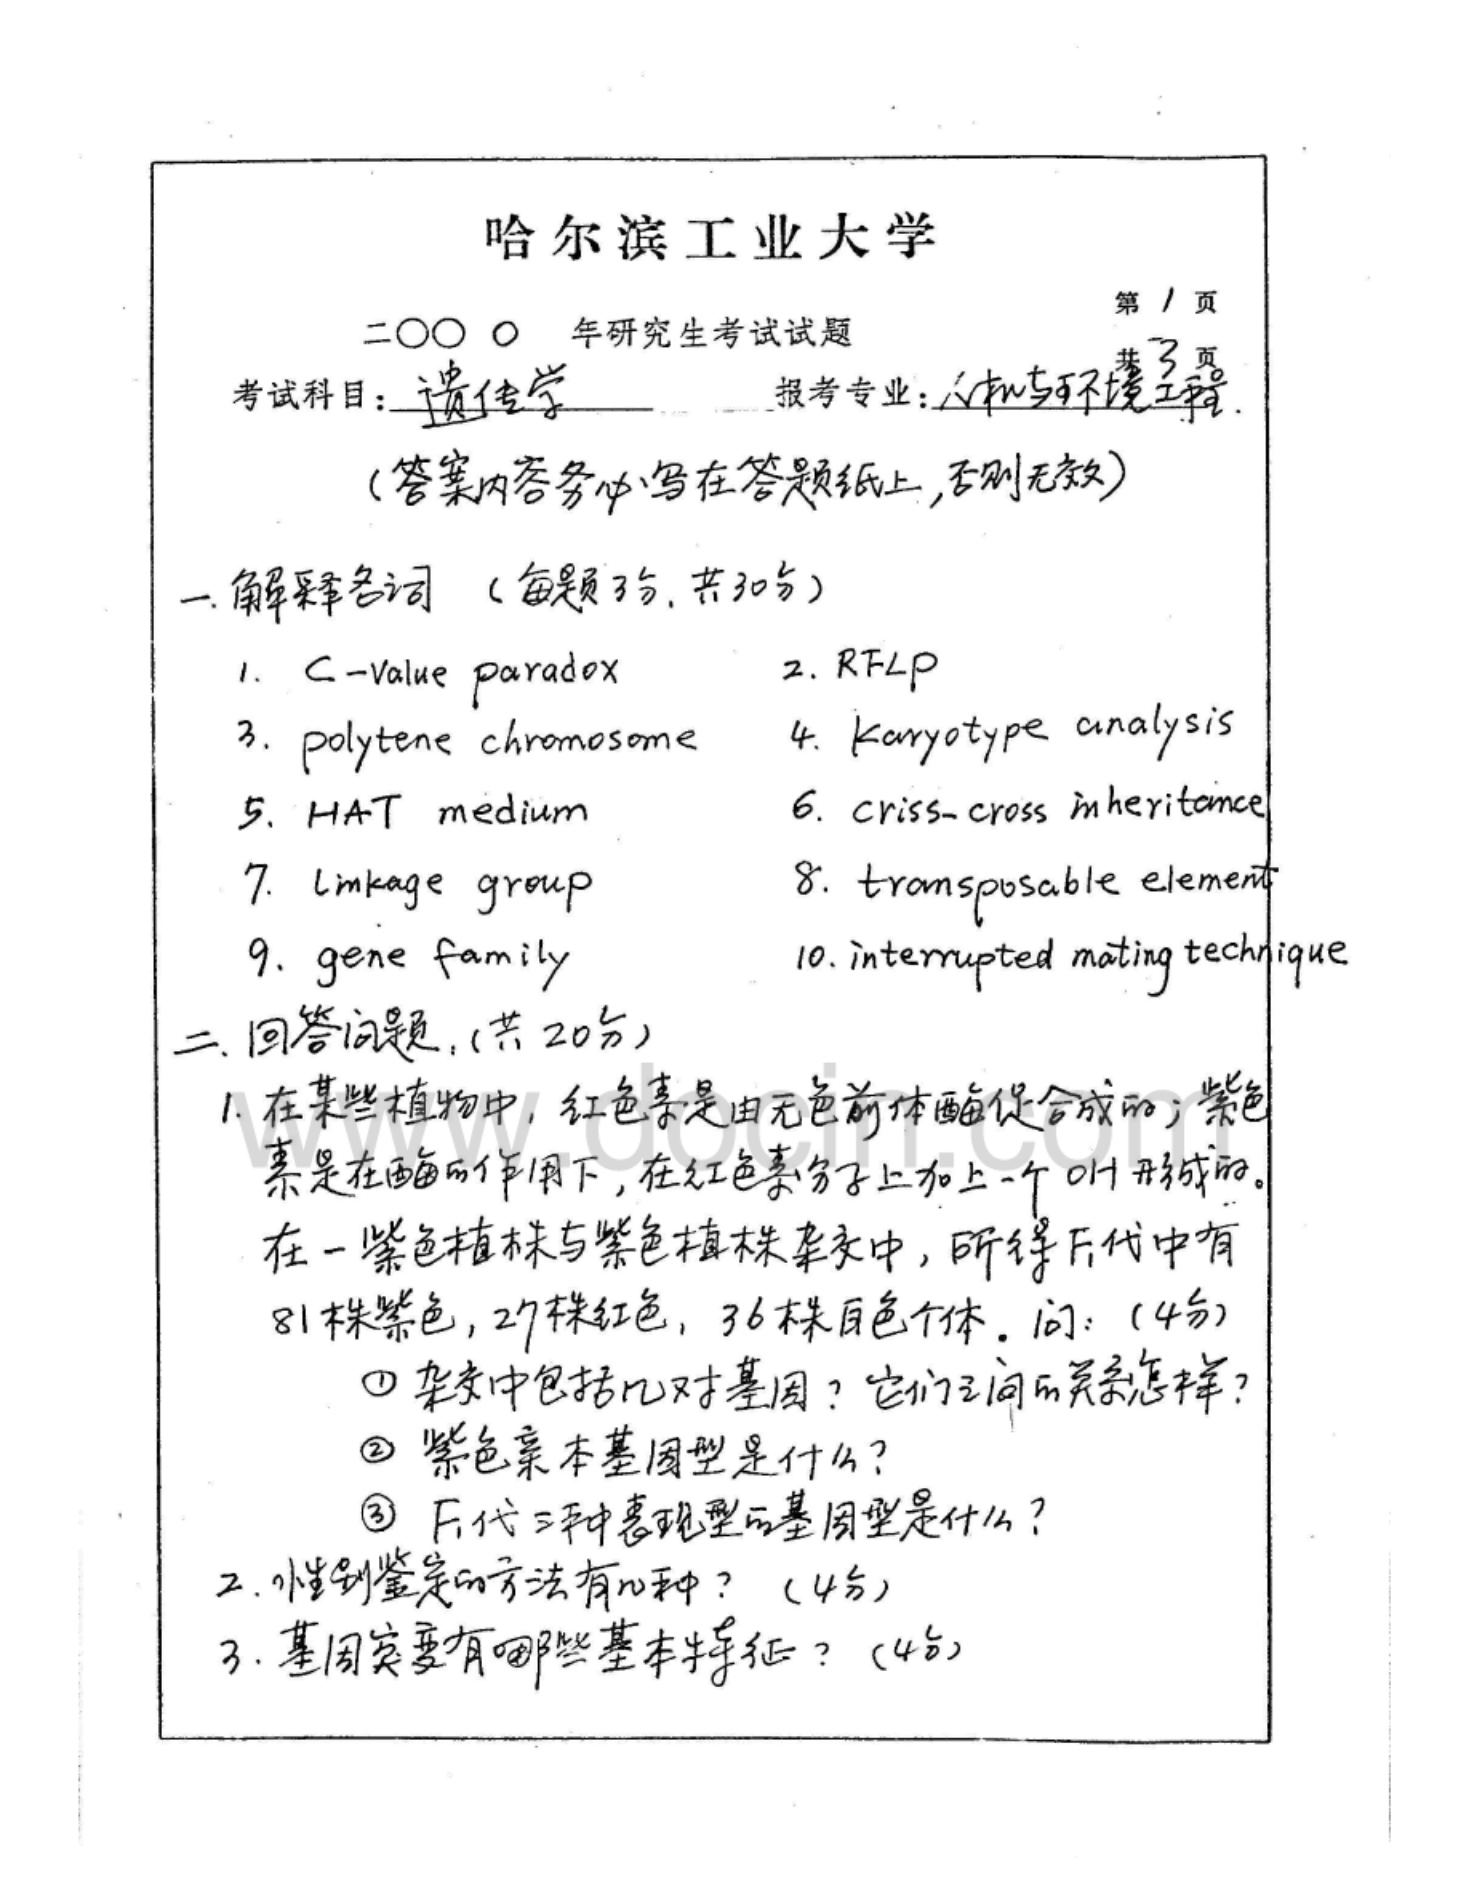 哈尔滨工业大学
第 1 页
二〇〇〇 年研究生考试试题
共 3 页
考试科目：遗传学 报考专业：人机与环境工程.
（答案内容务必写在答题纸上，否则无效）
一. 解释名词 （每题3分，共30分）
1. C-Value paradox 2. RFLP
3. polytene chromosome 4. Karyotype analysis
5. HAT medium 6. criss-cross inheritance
7. Linkage group 8. transposable element
9. gene family 10. interrupted mating technique
二. 回答问题.（共 20分）
1. 在某些植物中，红色素是由无色前体酶促合成的，紫色
素是在酶的作用下，在红色素分子上加上一个OH形成的。
在一紫色植株与紫色植株杂交中，所得F₁代中有
81株紫色，27株红色，36株白色个体。问：（4分）
① 杂交中包括几对基因？它们之间的关系怎样？
② 紫色亲本基因型是什么？
③ F₁代三种表现型的基因型是什么？
2. 性别鉴定的方法有几种？（4分）
3. 基因突变有哪些基本特征？（4分）
www.docin.com